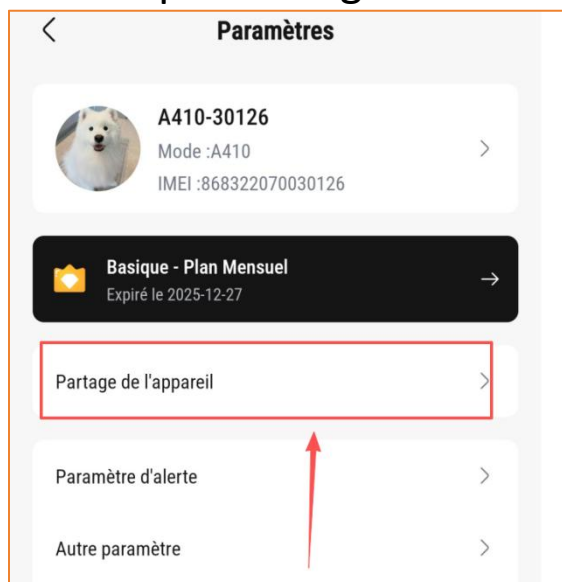 Paramètres
A410-30126
Mode :A410
IMEI :868322070030126
Basique - Plan Mensuel
Expiré le 2025-12-27
Partage de l'appareil
Paramètre d'alerte
Autre paramètre